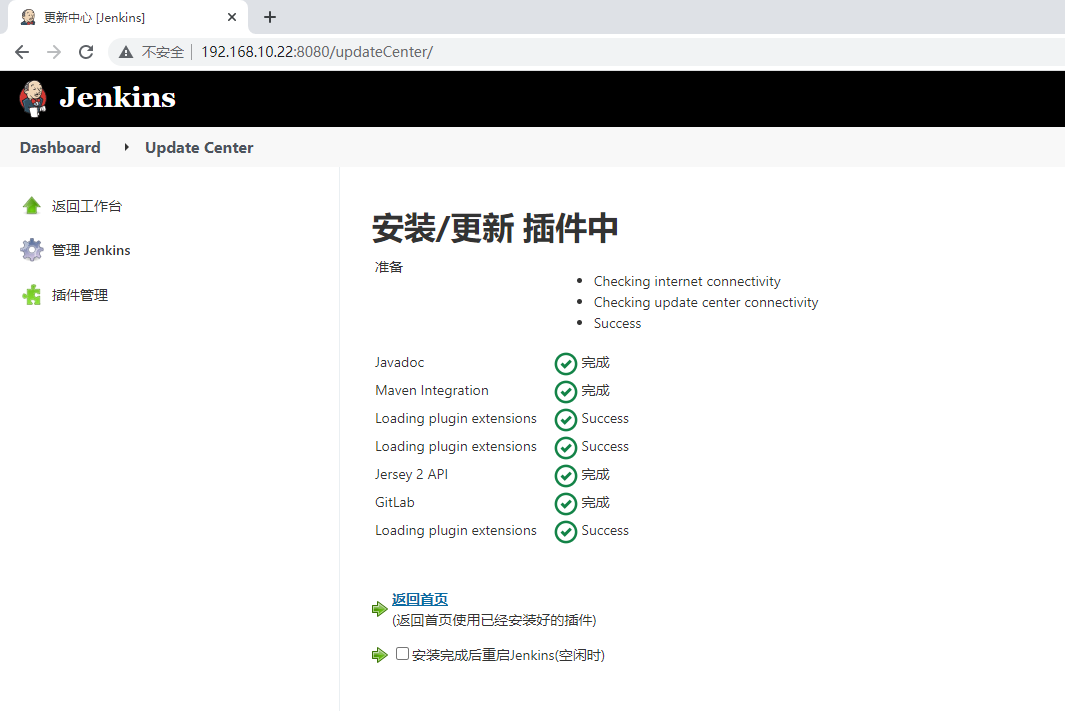 更新中心 [Jenkins]
不安全 192.168.10.22:8080/updateCenter/
Jenkins
Dashboard Update Center
返回工作台
管理 Jenkins
插件管理
安装/更新 插件中
准备
Checking internet connectivity
Checking update center connectivity
Success
Javadoc 完成
Maven Integration 完成
Loading plugin extensions Success
Loading plugin extensions Success
Jersey 2 API 完成
GitLab 完成
Loading plugin extensions Success
返回首页
(返回首页使用已经安装好的插件)
安装完成后重启Jenkins(空闲时)